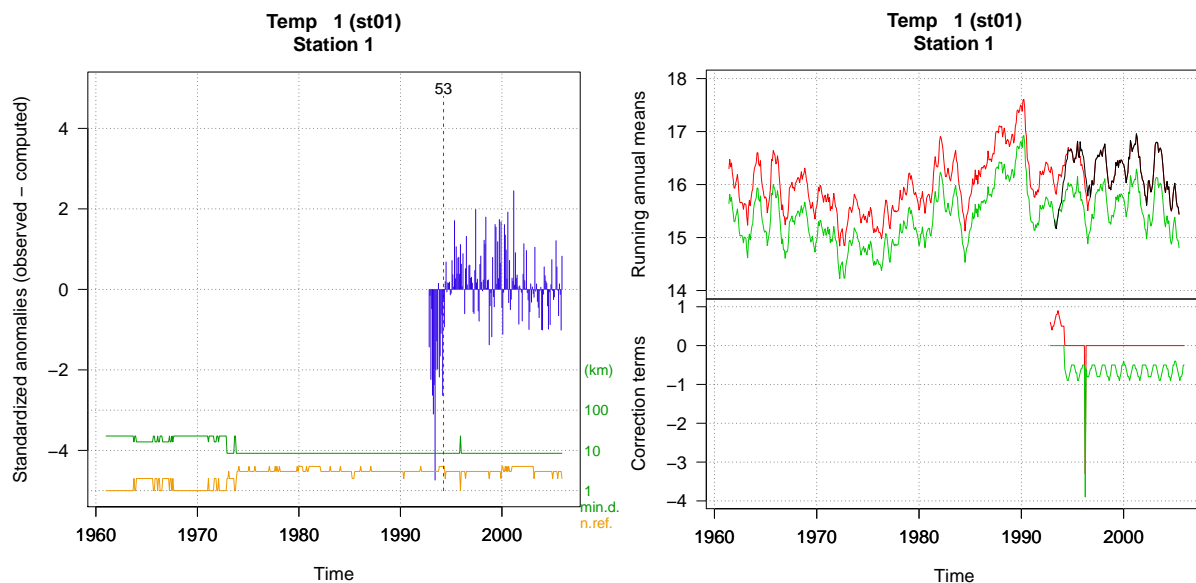 Temp 1 (st01)
Station 1
Standardized anomalies (observed − computed)
53
4
2
0
−2
−4
(km)
100
10
1
min.d.
n.ref.
1960 1970 1980 1990 2000
Time
Temp 1 (st01)
Station 1
Running annual means
18
17
16
15
14
Correction terms
1
0
−1
−2
−3
−4
1960 1970 1980 1990 2000
Time